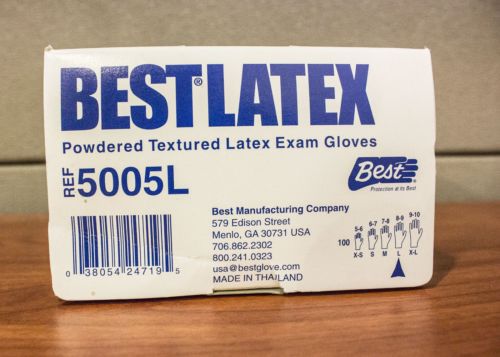 BEST® LATEX
Powdered Textured Latex Exam Gloves
REF 5005L
Best®
Protection at its Best
0 38054 24719 5
Best Manufacturing Company
579 Edison Street
Menlo, GA 30731 USA
706.862.2302
800.241.0323
usa@bestglove.com
MADE IN THAILAND
5-6 6-7 7-8 8-9 9-10
100
X-S S M L X-L